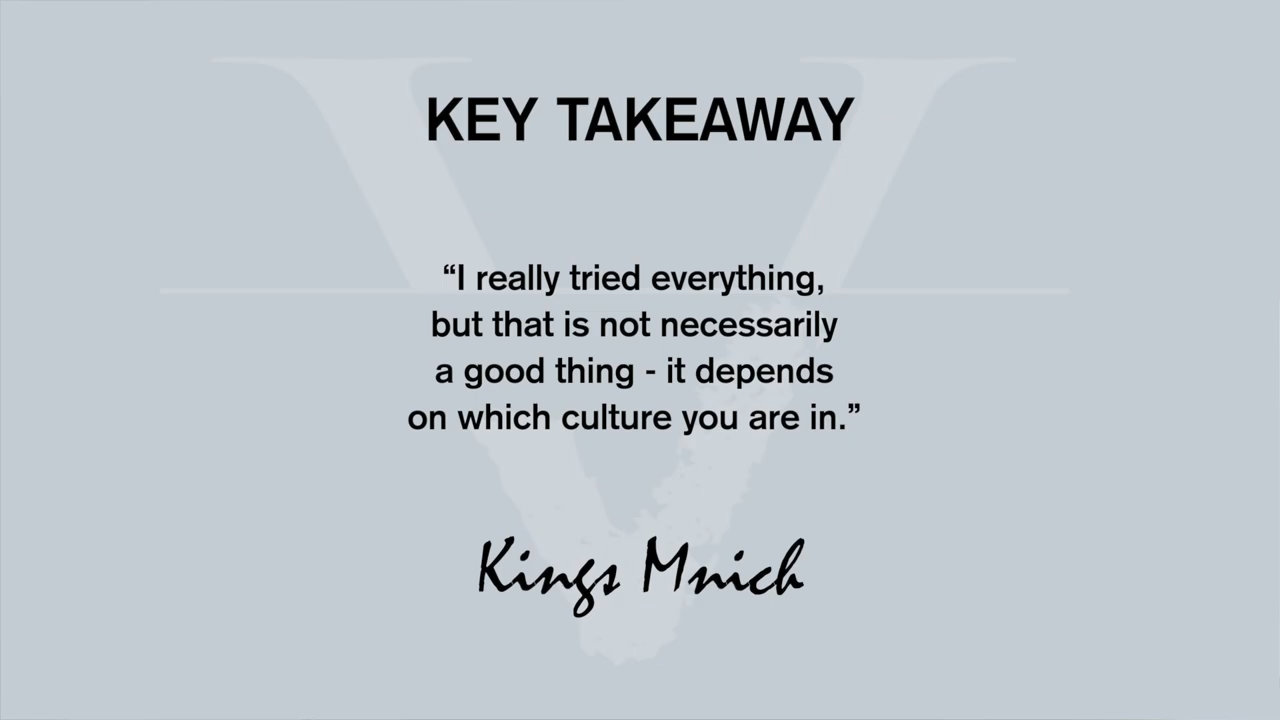 KEY TAKEAWAY
“I really tried everything,
but that is not necessarily
a good thing - it depends
on which culture you are in.”
Kings Mnich